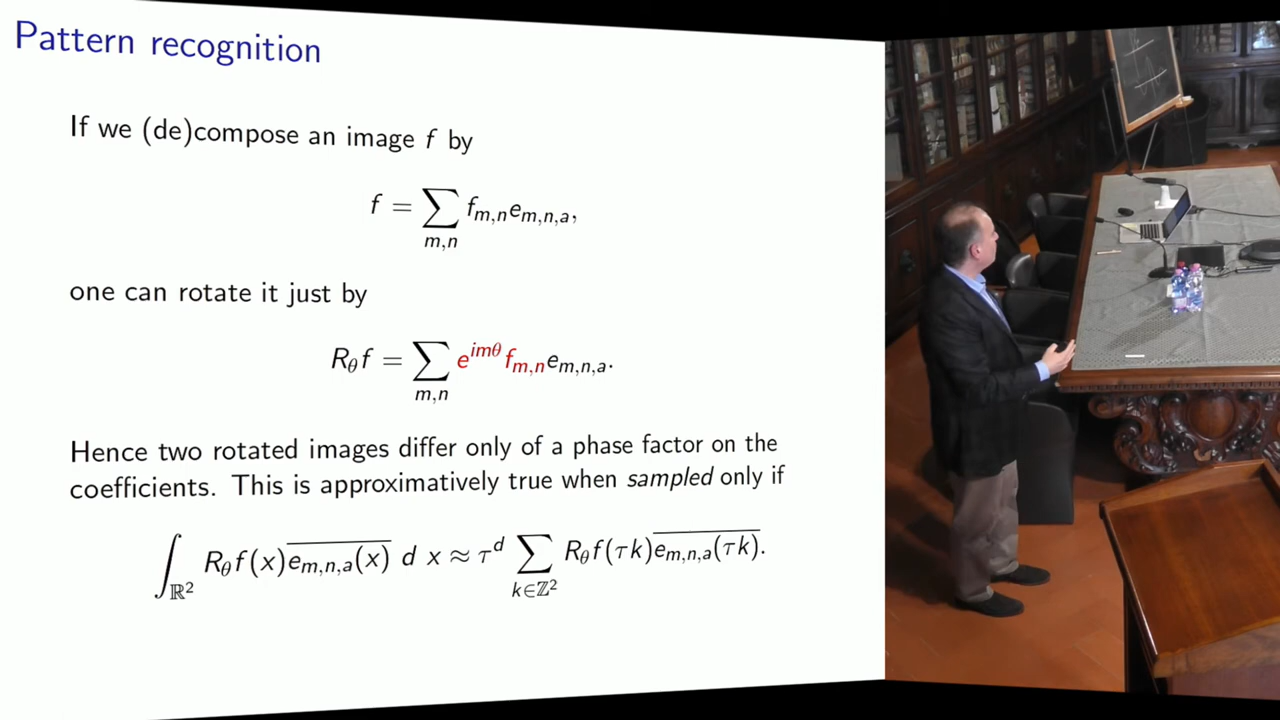 Pattern recognition
If we (de)compose an image f by
f = ∑_{m,n} f_{m,n} e_{m,n,a},
one can rotate it just by
R_θ f = ∑_{m,n} e^{imθ} f_{m,n} e_{m,n,a}.
Hence two rotated images differ only of a phase factor on the
coefficients. This is approximatively true when sampled only if
∫_{ℝ²} R_θ f(x) \overline{e_{m,n,a}(x)} d x ≈ τ^d ∑_{k∈ℤ²} R_θ f(τk) \overline{e_{m,n,a}(τk)}.